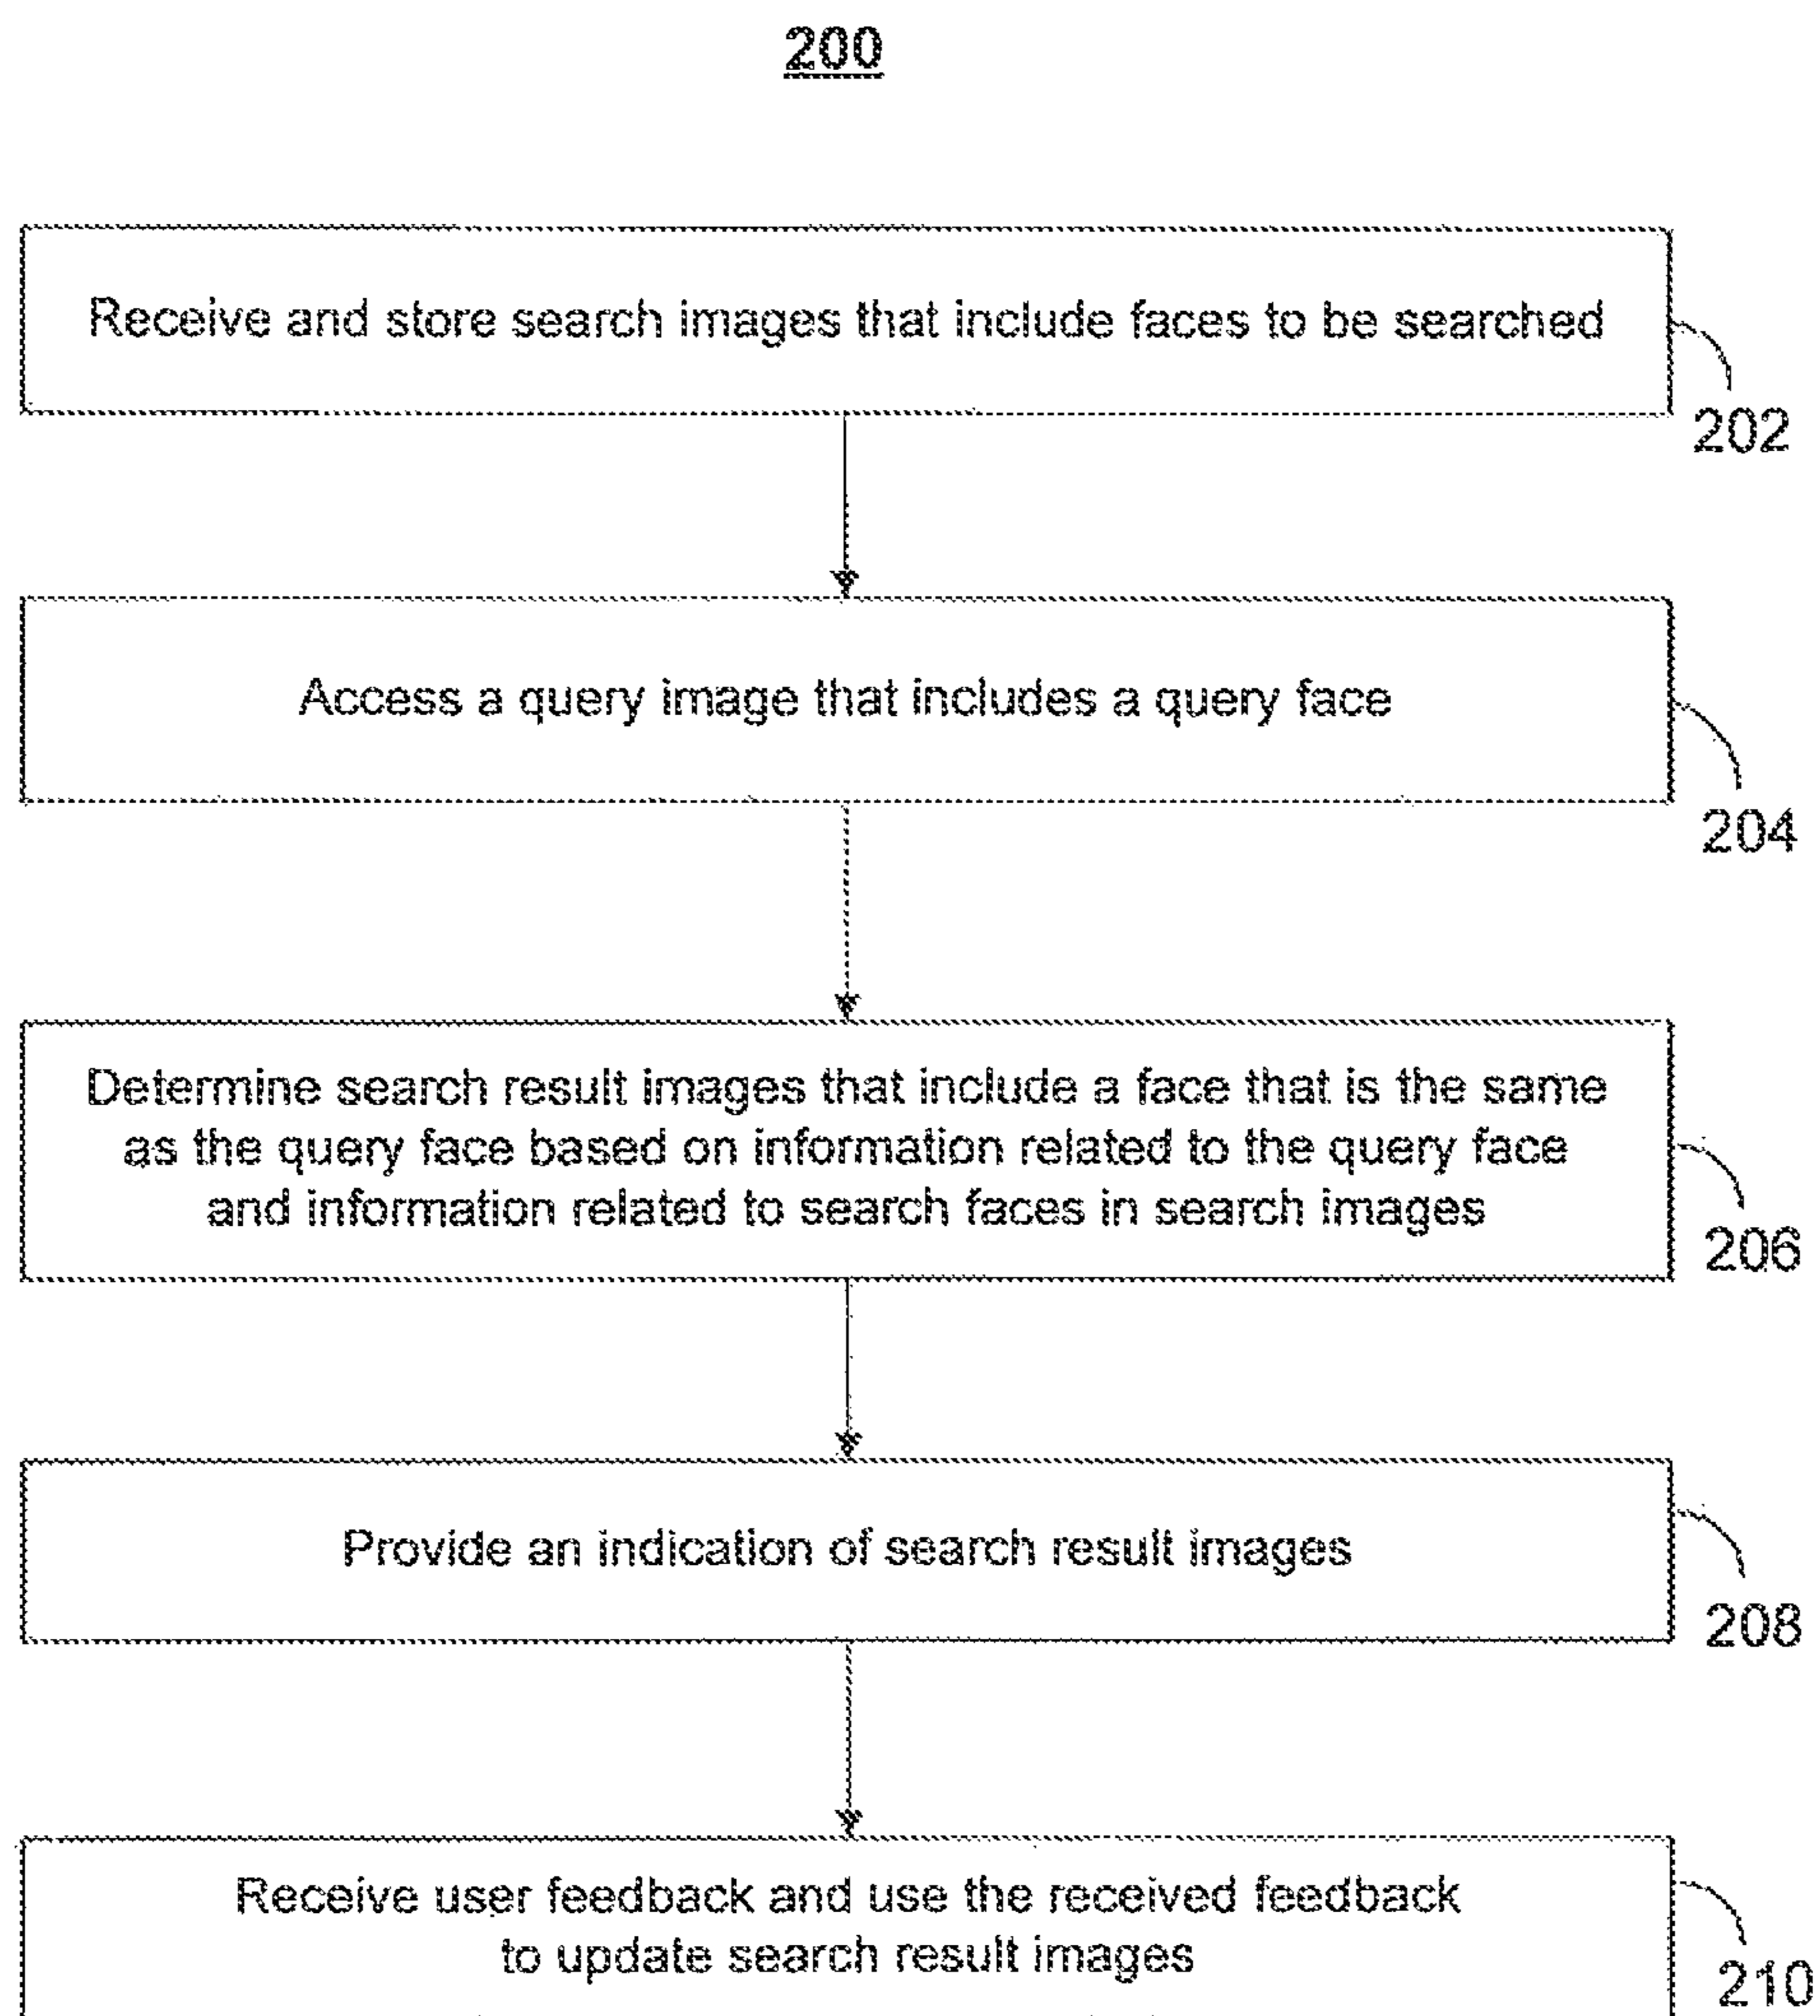 200
Receive and store search images that include faces to be searched
202
Access a query image that includes a query face
204
Determine search result images that include a face that is the same
as the query face based on information related to the query face
and information related to search faces in search images
206
Provide an indication of search result images
208
Receive user feedback and use the received feedback
to update search result images
210